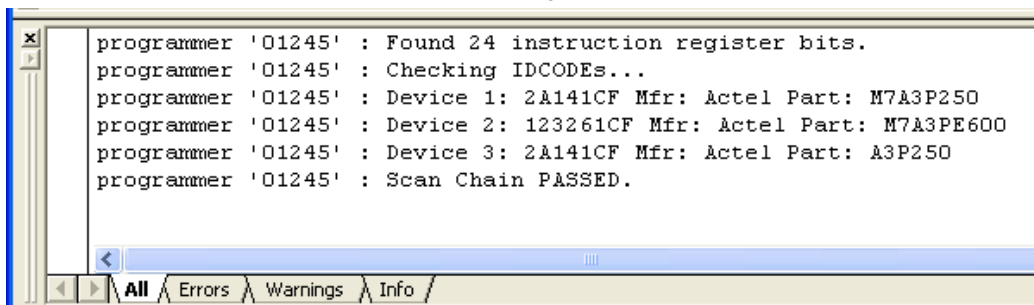 programmer '01245' : Found 24 instruction register bits.
programmer '01245' : Checking IDCODEs...
programmer '01245' : Device 1: 2A141CF Mfr: Actel Part: M7A3P250
programmer '01245' : Device 2: 123261CF Mfr: Actel Part: M7A3PE600
programmer '01245' : Device 3: 2A141CF Mfr: Actel Part: A3P250
programmer '01245' : Scan Chain PASSED.
All Errors Warnings Info